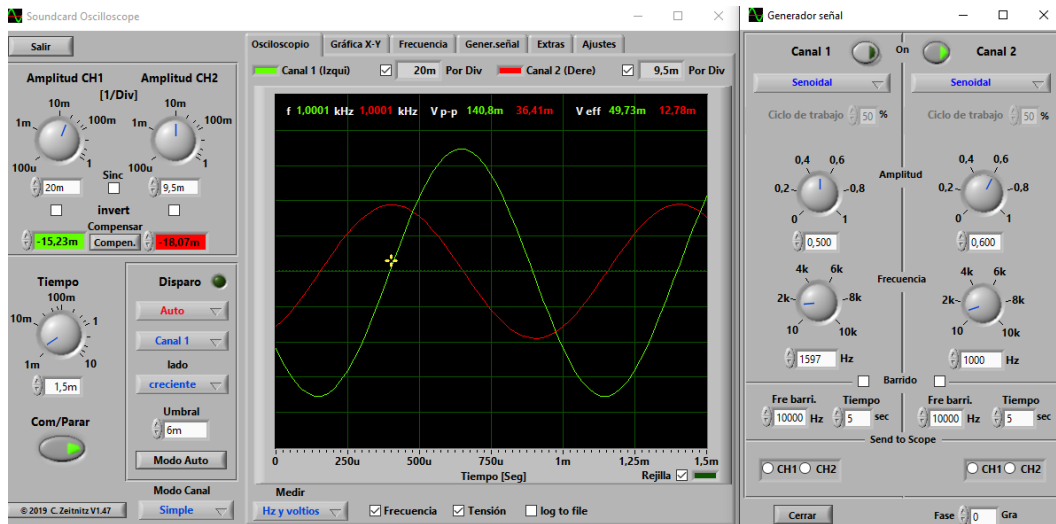 Soundcard Oscilloscope
Salir
Amplitud CH1 Amplitud CH2
[1/Div]
10m 10m
1m 100m 1m 100m
100u 1 100u 1
Sinc
20m 9,5m
invert
Compensar
-15,23m Compen. -18,07m
Tiempo
100m
10m 1
1m 10
1,5m
Com/Parar
Disparo
Auto
Canal 1
lado
creciente
Umbral
6m
Modo Auto
Modo Canal
Simple
© 2019 C. Zeitnitz V1.47
Osciloscopio Gráfica X-Y Frecuencia Gener.señal Extras Ajustes
Canal 1 (Izqui) 20m Por Div Canal 2 (Dere) 9,5m Por Div
f 1,0001 kHz 1,0001 kHz V p-p 140,8m 36,41m V eff 49,73m 12,78m
0 250u 500u 750u 1m 1,25m 1,5m
Tiempo [Seg] Rejilla
Medir
Hz y voltios Frecuencia Tensión log to file
Generador señal
Canal 1 On Canal 2
Senoidal Senoidal
Ciclo de trabajo 50 % Ciclo de trabajo 50 %
0,4 0,6 Amplitud 0,4 0,6
0,2 0,8 0,2 0,8
0 1 0 1
0,500 0,600
4k 6k Frecuencia 4k 6k
2k 8k 2k 8k
10 10k 10 10k
1597 Hz 1000 Hz
Barrido
Fre barri. Tiempo Fre barri. Tiempo
10000 Hz 5 sec 10000 Hz 5 sec
Send to Scope
CH1 CH2 CH1 CH2
Cerrar Fase 0 Gra